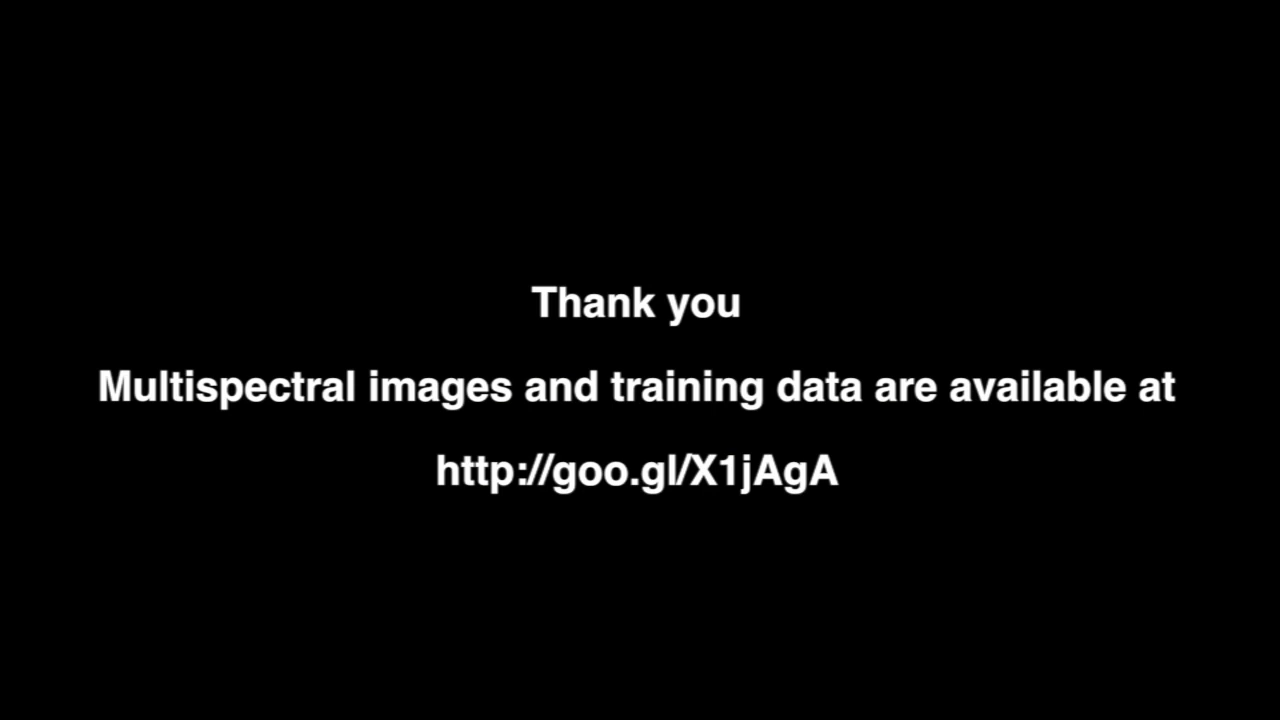 Thank you
Multispectral images and training data are available at
http://goo.gl/X1jAgA